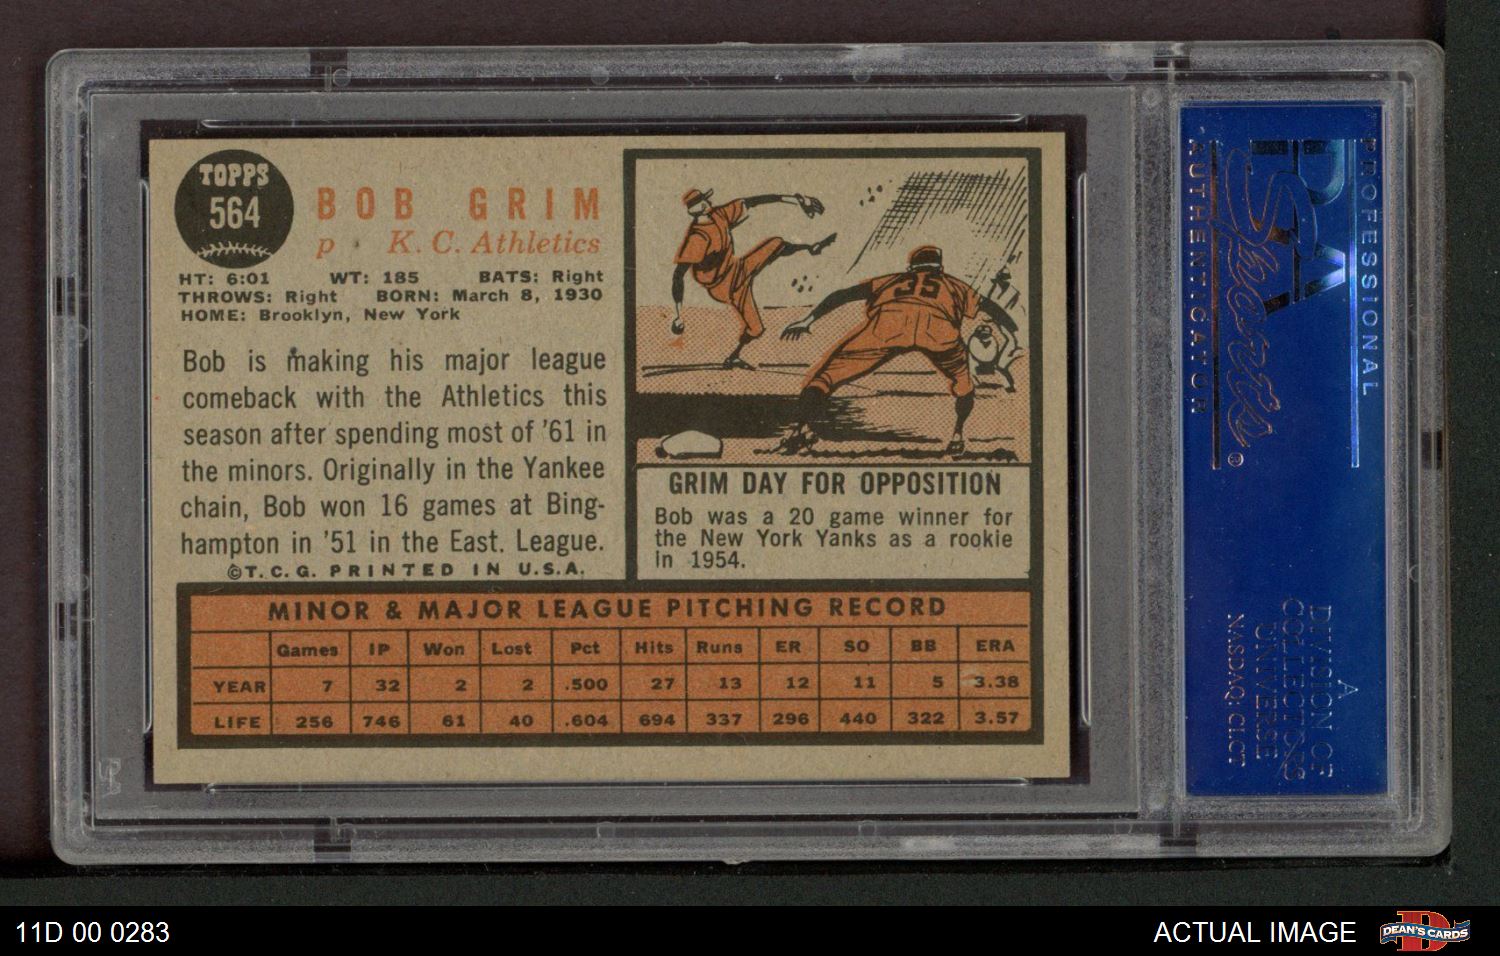 TOPPS
564
BOB GRIM
p · K. C. Athletics
HT: 6:01 WT: 185 BATS: Right
THROWS: Right BORN: March 8, 1930
HOME: Brooklyn, New York
Bob is making his major league
comeback with the Athletics this
season after spending most of '61 in
the minors. Originally in the Yankee
chain, Bob won 16 games at Bing-
hampton in '51 in the East. League.
©T. C. G. PRINTED IN U.S.A.
35
GRIM DAY FOR OPPOSITION
Bob was a 20 game winner for
the New York Yanks as a rookie
in 1954.
MINOR & MAJOR LEAGUE PITCHING RECORD
Games IP Won Lost Pct Hits Runs ER SO BB ERA
YEAR 7 32 2 2 .500 27 13 12 11 5 3.38
LIFE 256 746 61 40 .604 694 337 296 440 322 3.57
PROFESSIONAL
PSA
Sports
®
AUTHENTICATOR
A
DIVISION OF
COLLECTORS
UNIVERSE
NASDAQ: CLCT
11D 00 0283
ACTUAL IMAGE
D
DEAN'S CARDS